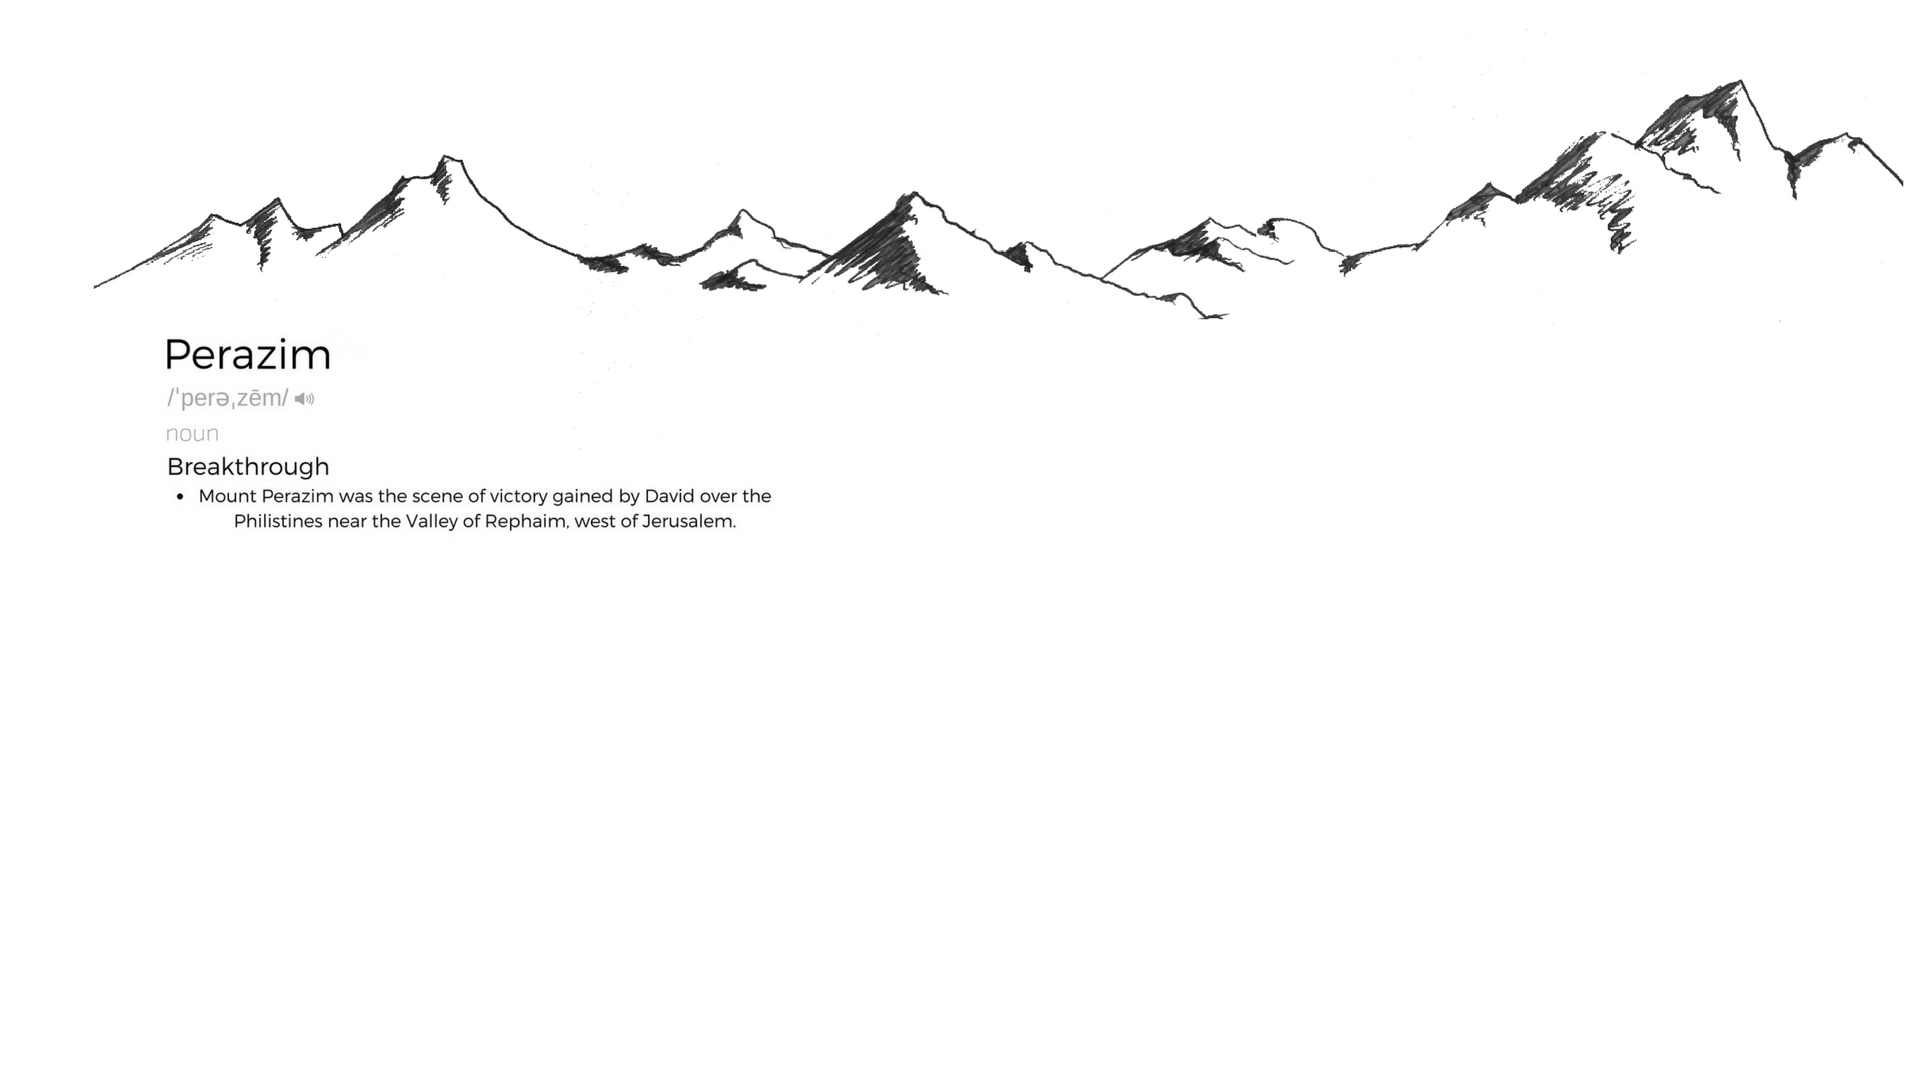 Perazim
/ˈperəˌzēm/
noun
Breakthrough
• Mount Perazim was the scene of victory gained by David over the
Philistines near the Valley of Rephaim, west of Jerusalem.